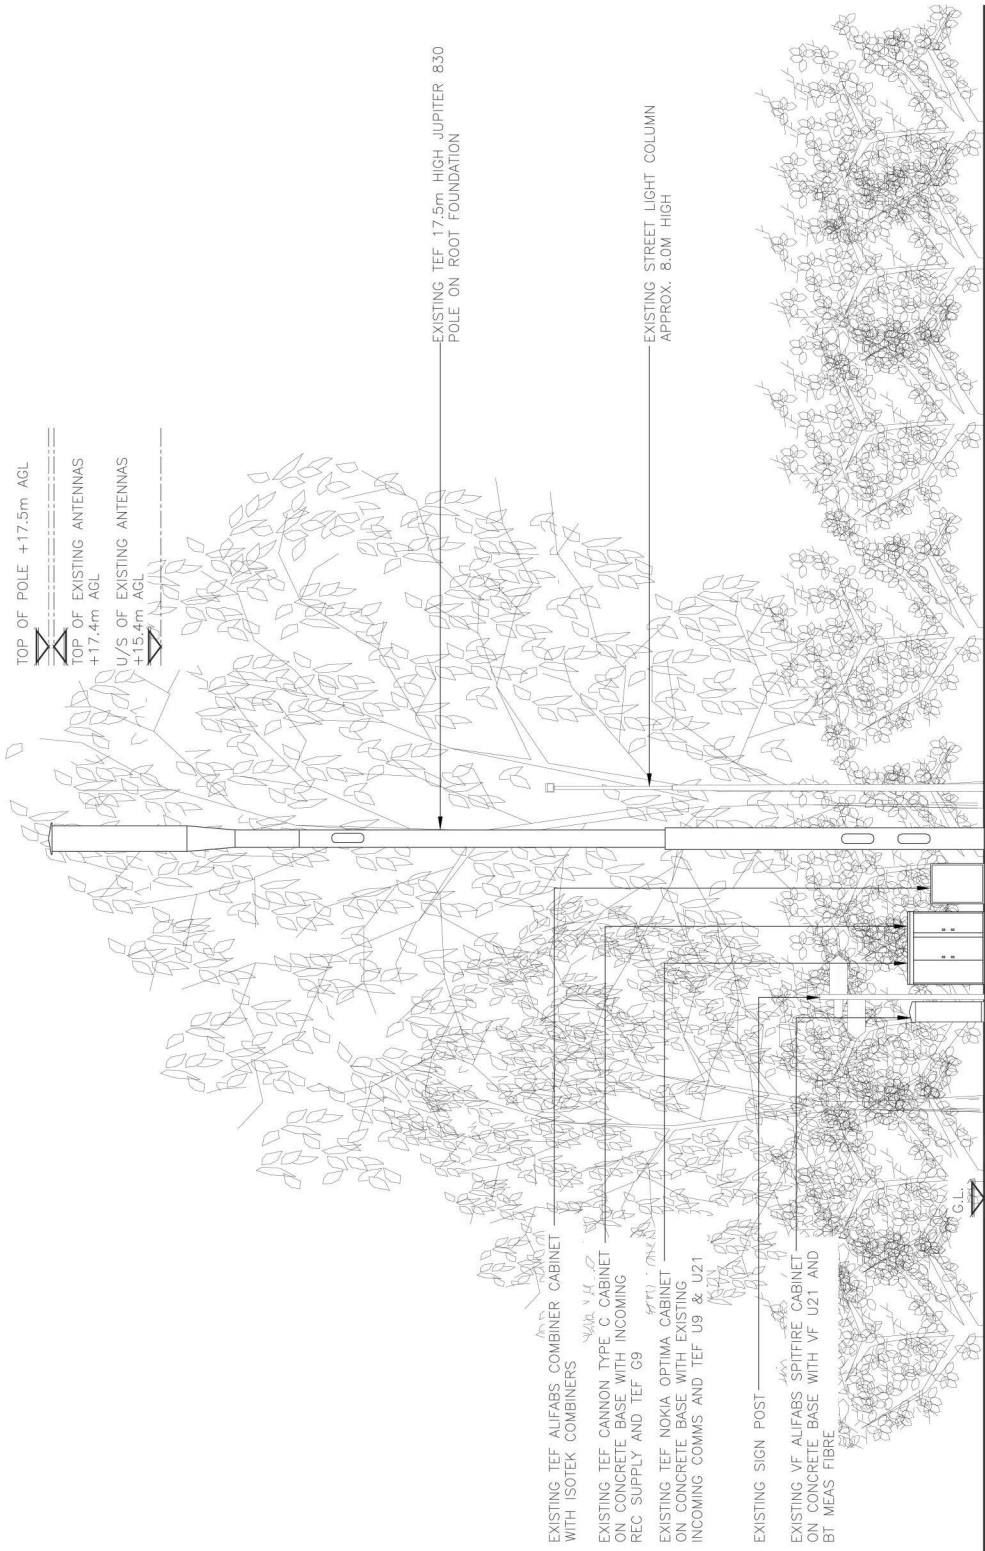 TOP OF POLE +17.5m AGL
TOP OF EXISTING ANTENNAS
+17.4m AGL
U/S OF EXISTING ANTENNAS
+15.4m AGL
EXISTING TEF 17.5m HIGH JUPITER 830
POLE ON ROOT FOUNDATION
EXISTING STREET LIGHT COLUMN
APPROX. 8.0M HIGH
EXISTING TEF ALIFABS COMBINER CABINET
WITH ISOTEK COMBINERS
EXISTING TEF CANNON TYPE C CABINET
ON CONCRETE BASE WITH INCOMING
REC SUPPLY AND TEF G9
EXISTING TEF NOKIA OPTIMA CABINET
ON CONCRETE BASE WITH EXISTING
INCOMING COMMS AND TEF U9 & U21
EXISTING SIGN POST
EXISTING VF ALIFABS SPITFIRE CABINET
ON CONCRETE BASE WITH VF U21 AND
BT MEAS FIBRE
G.L.